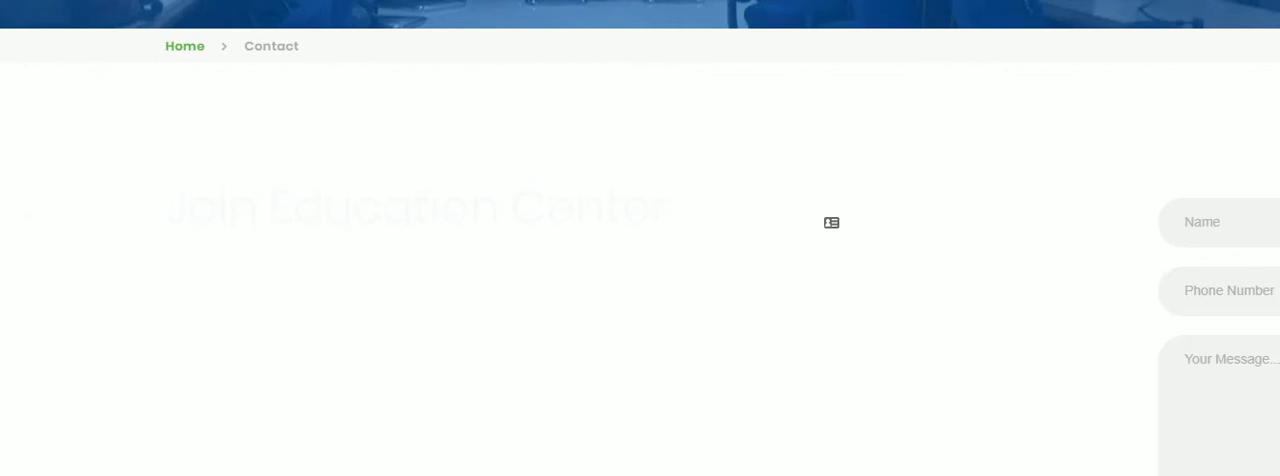 Home > Contact
Join Education Center
Name
Phone Number
Your Message...